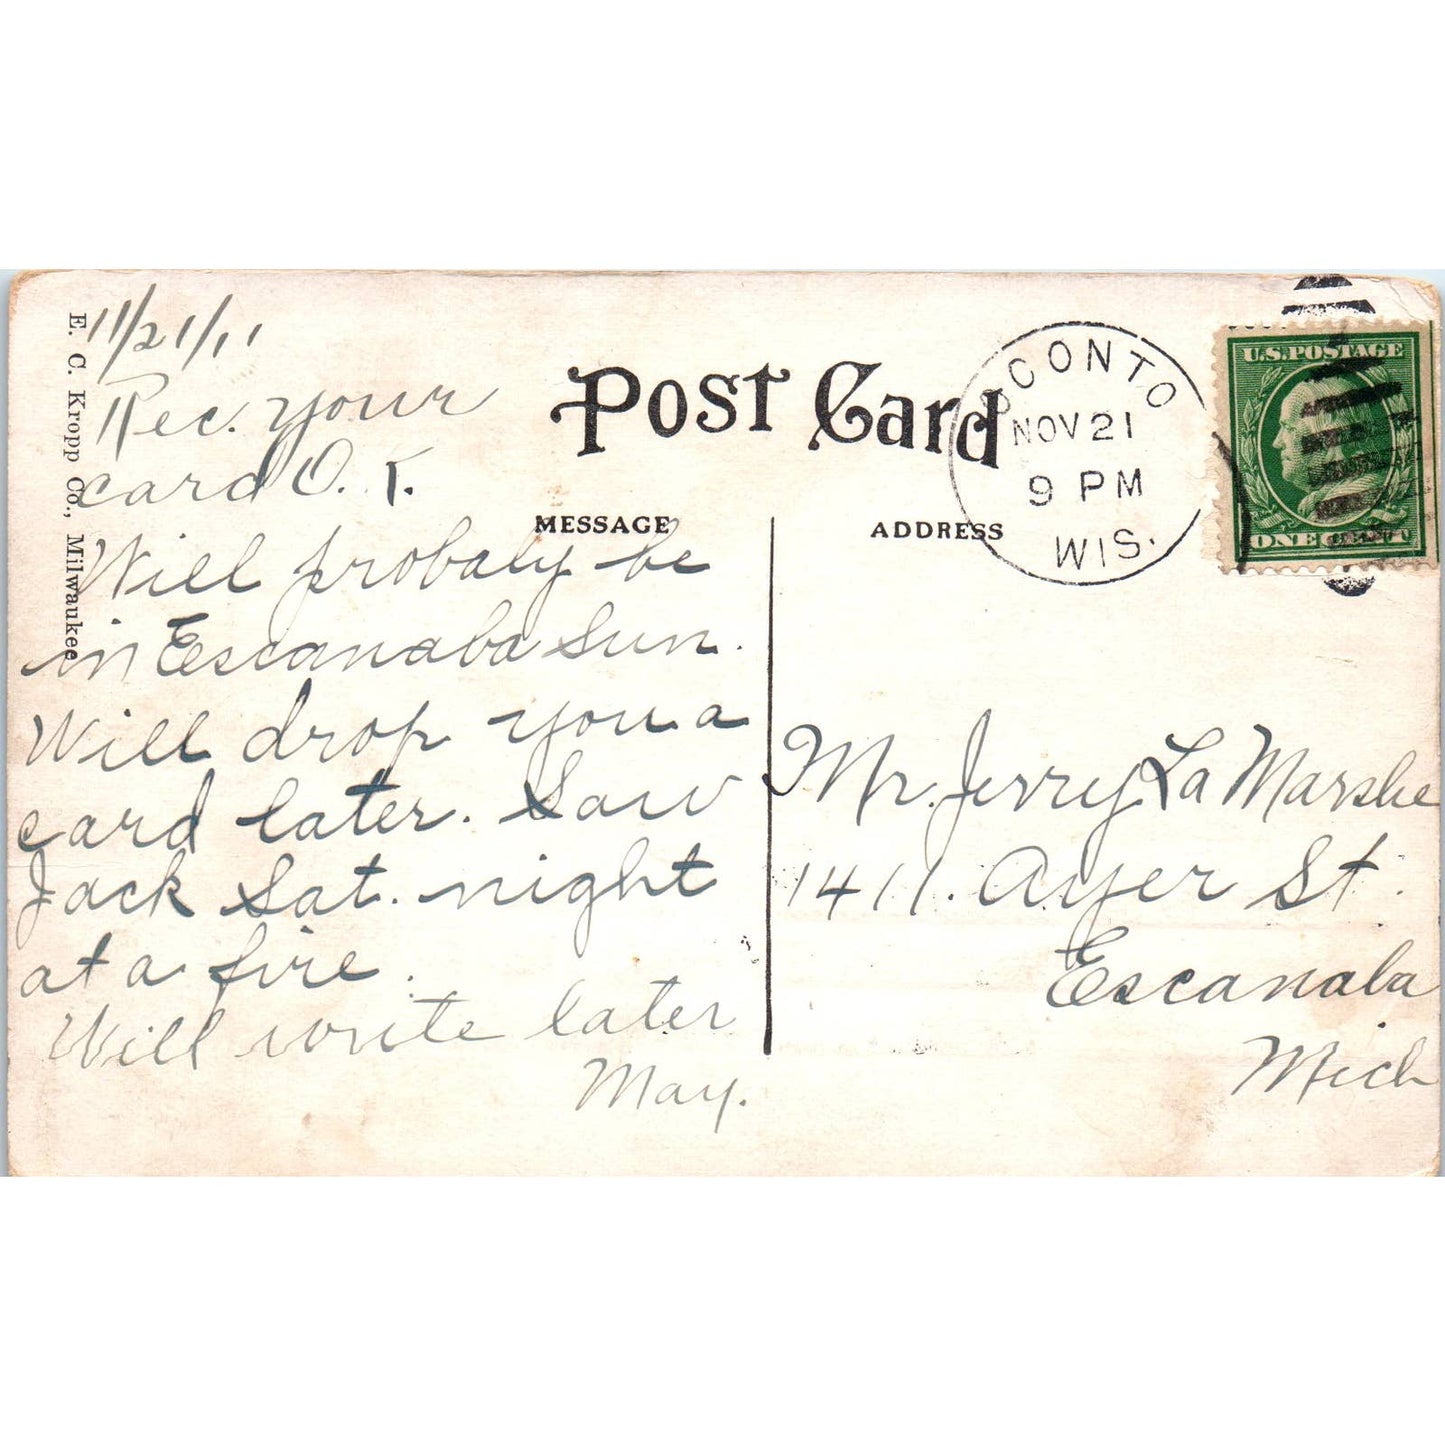 E. C. Kropp Co., Milwaukee
11/21/11
Rec. your
card O. K.
Will probaly be
in Escanaba Sun.
Will drop you a
card later. Saw
Jack Sat. night
at a fire.
Will write later
May.
POST CARD
MESSAGE
ADDRESS
OCONTO
NOV 21
9 PM
WIS.
U.S. POSTAGE
ONE CENT
Mr. Jerry La Marshe
1411. Ayer St.
Escanaba
Mich